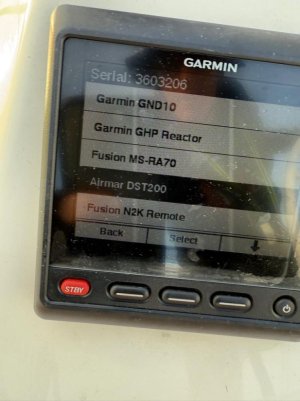 GARMIN
Serial: 3603206
Garmin GND10
Garmin GHP Reactor
Fusion MS-RA70
Airmar DST200
Fusion N2K Remote
Back Select
STBY